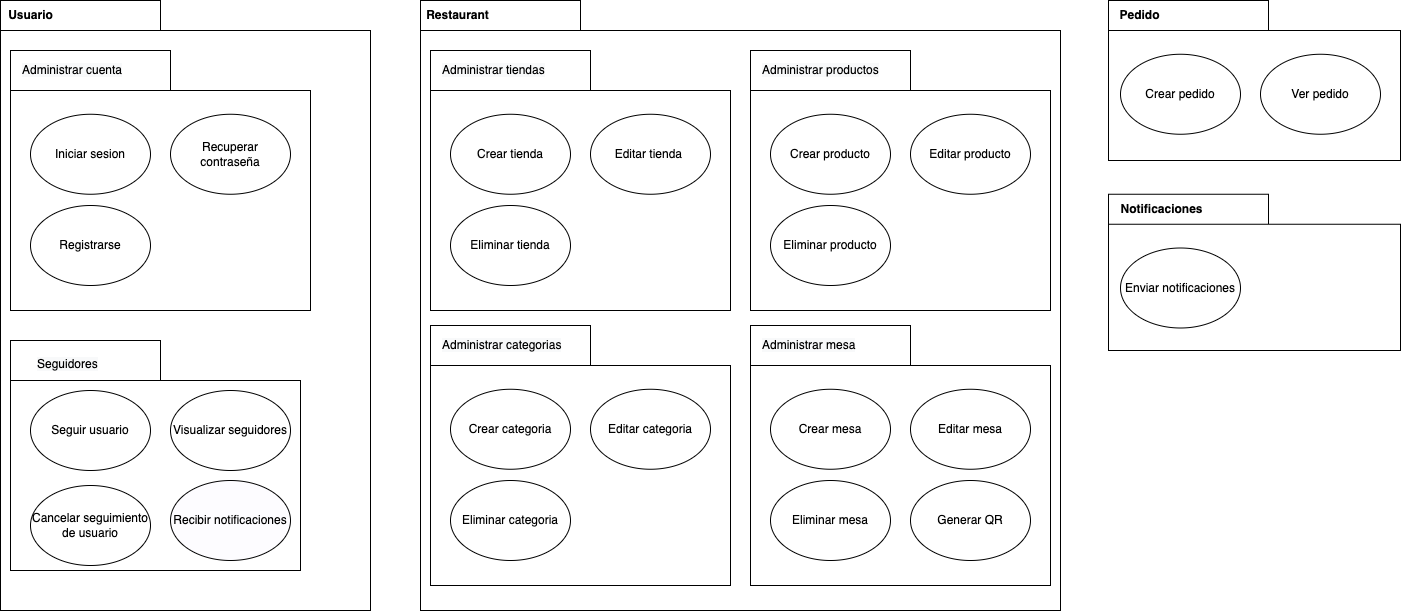 Usuario
Administrar cuenta
Iniciar sesion
Recuperar
contraseña
Registrarse
Seguidores
Seguir usuario
Visualizar seguidores
Cancelar seguimiento
de usuario
Recibir notificaciones
Restaurant
Administrar tiendas
Crear tienda
Editar tienda
Eliminar tienda
Administrar productos
Crear producto
Editar producto
Eliminar producto
Administrar categorias
Crear categoria
Editar categoria
Eliminar categoria
Administrar mesa
Crear mesa
Editar mesa
Eliminar mesa
Generar QR
Pedido
Crear pedido
Ver pedido
Notificaciones
Enviar notificaciones